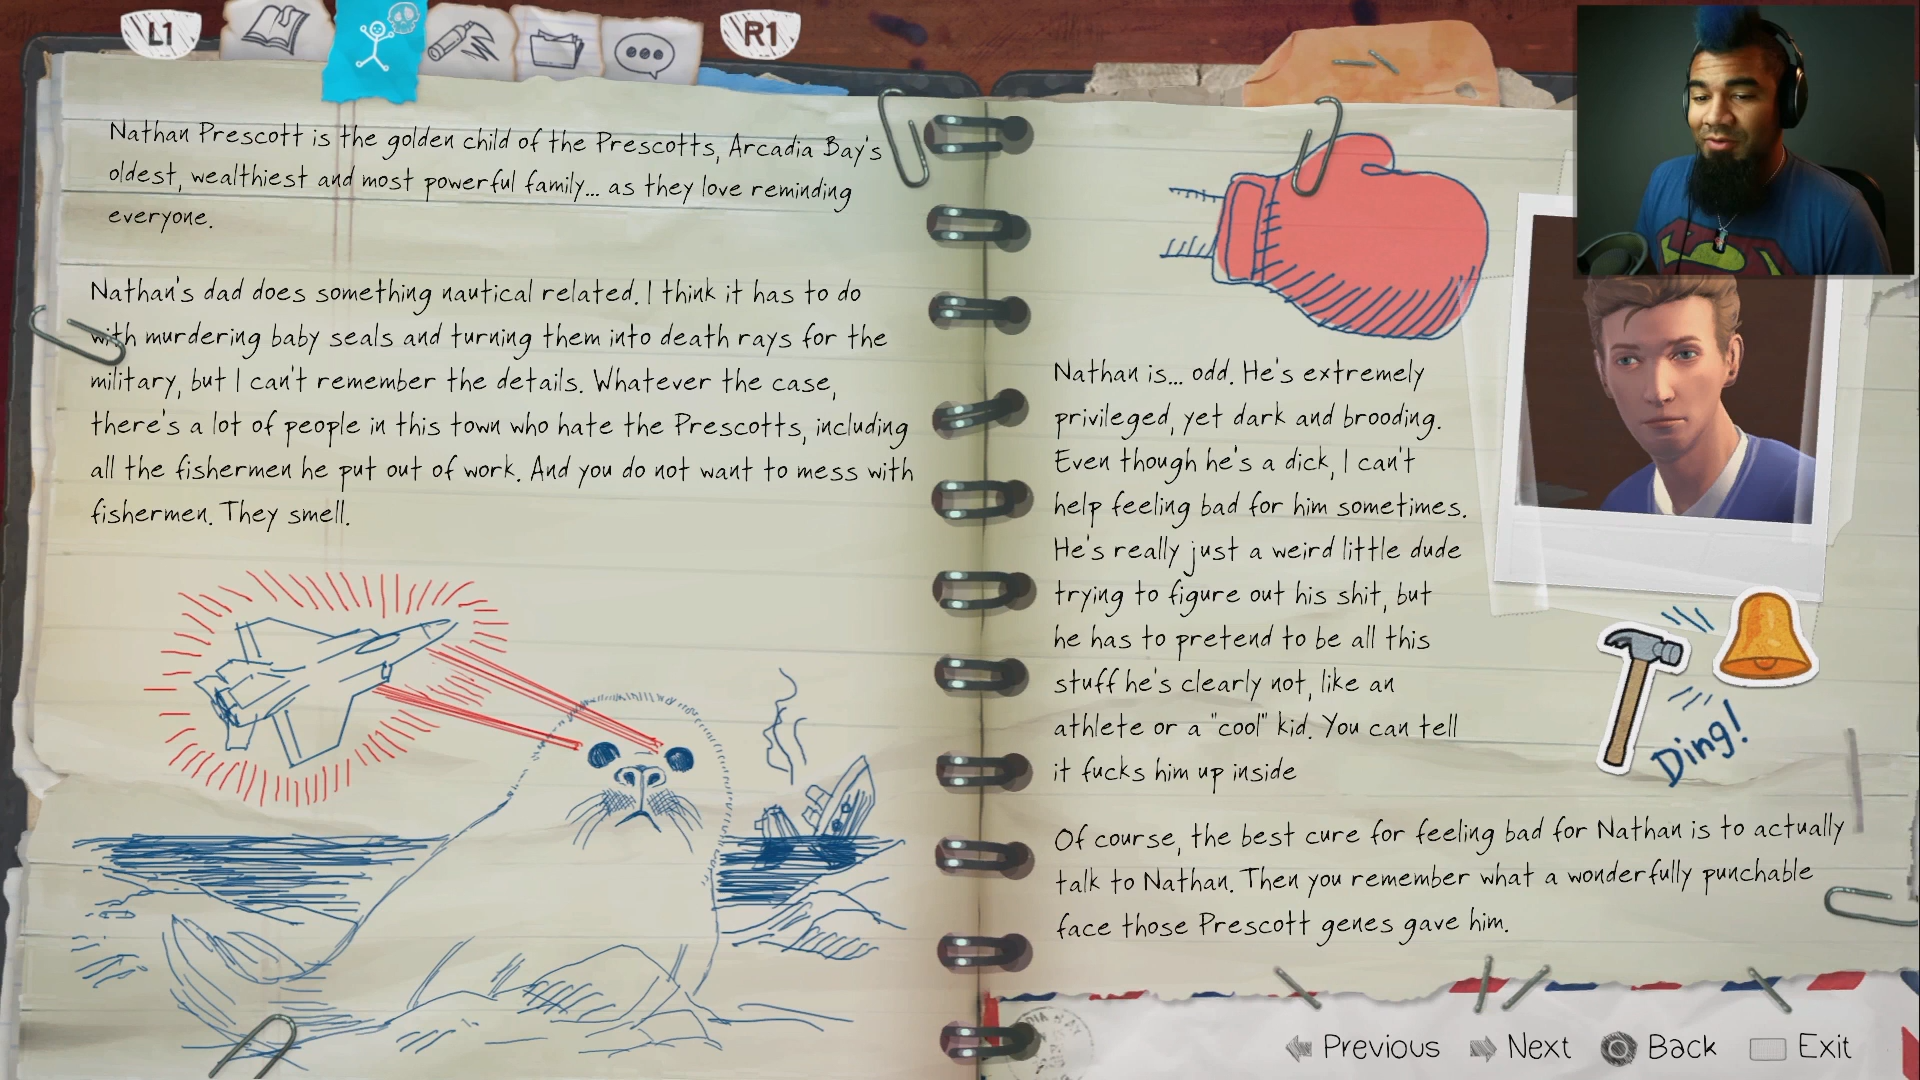 L1
R1
Nathan Prescott is the golden child of the Prescotts, Arcadia Bay's
oldest, wealthiest and most powerful family... as they love reminding
everyone.
Nathan's dad does something nautical related. I think it has to do
with murdering baby seals and turning them into death rays for the
military, but I can't remember the details. Whatever the case,
there's a lot of people in this town who hate the Prescotts, including
all the fishermen he put out of work. And you do not want to mess with
fishermen. They smell.
Nathan is... odd. He's extremely
privileged, yet dark and brooding.
Even though he's a dick, I can't
help feeling bad for him sometimes.
He's really just a weird little dude
trying to figure out his shit, but
he has to pretend to be all this
stuff he's clearly not, like an
athlete or a "cool" kid. You can tell
it fucks him up inside
Ding!
Of course, the best cure for feeling bad for Nathan is to actually
talk to Nathan. Then you remember what a wonderfully punchable
face those Prescott genes gave him.
Previous Next Back Exit